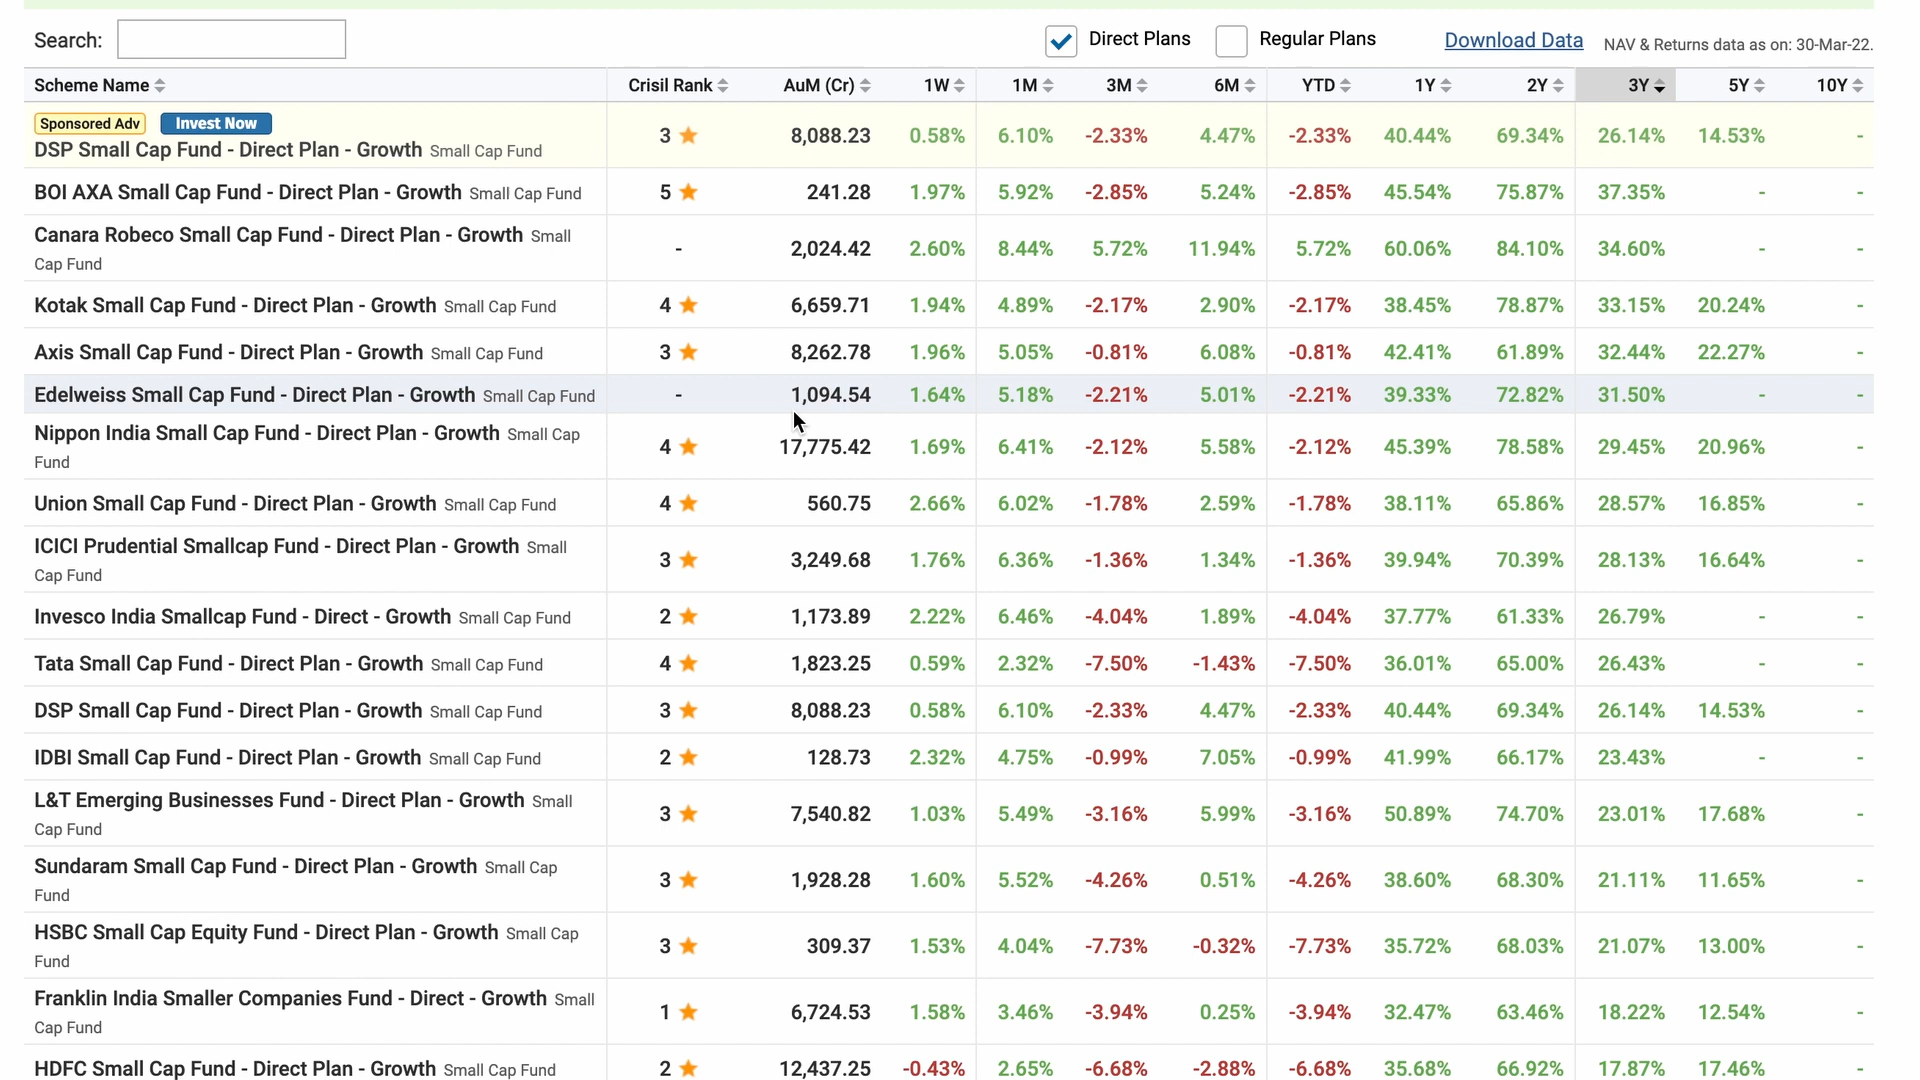 Search: Direct Plans Regular Plans Download Data NAV & Returns data as on: 30-Mar-22.
Scheme Name Crisil Rank AuM (Cr) 1W 1M 3M 6M YTD 1Y 2Y 3Y 5Y 10Y
Sponsored Adv Invest Now
DSP Small Cap Fund - Direct Plan - Growth Small Cap Fund 3 8,088.23 0.58% 6.10% -2.33% 4.47% -2.33% 40.44% 69.34% 26.14% 14.53% -
BOI AXA Small Cap Fund - Direct Plan - Growth Small Cap Fund 5 241.28 1.97% 5.92% -2.85% 5.24% -2.85% 45.54% 75.87% 37.35% - -
Canara Robeco Small Cap Fund - Direct Plan - Growth Small
Cap Fund - 2,024.42 2.60% 8.44% 5.72% 11.94% 5.72% 60.06% 84.10% 34.60% - -
Kotak Small Cap Fund - Direct Plan - Growth Small Cap Fund 4 6,659.71 1.94% 4.89% -2.17% 2.90% -2.17% 38.45% 78.87% 33.15% 20.24% -
Axis Small Cap Fund - Direct Plan - Growth Small Cap Fund 3 8,262.78 1.96% 5.05% -0.81% 6.08% -0.81% 42.41% 61.89% 32.44% 22.27% -
Edelweiss Small Cap Fund - Direct Plan - Growth Small Cap Fund - 1,094.54 1.64% 5.18% -2.21% 5.01% -2.21% 39.33% 72.82% 31.50% - -
Nippon India Small Cap Fund - Direct Plan - Growth Small Cap
Fund 4 17,775.42 1.69% 6.41% -2.12% 5.58% -2.12% 45.39% 78.58% 29.45% 20.96% -
Union Small Cap Fund - Direct Plan - Growth Small Cap Fund 4 560.75 2.66% 6.02% -1.78% 2.59% -1.78% 38.11% 65.86% 28.57% 16.85% -
ICICI Prudential Smallcap Fund - Direct Plan - Growth Small
Cap Fund 3 3,249.68 1.76% 6.36% -1.36% 1.34% -1.36% 39.94% 70.39% 28.13% 16.64% -
Invesco India Smallcap Fund - Direct - Growth Small Cap Fund 2 1,173.89 2.22% 6.46% -4.04% 1.89% -4.04% 37.77% 61.33% 26.79% - -
Tata Small Cap Fund - Direct Plan - Growth Small Cap Fund 4 1,823.25 0.59% 2.32% -7.50% -1.43% -7.50% 36.01% 65.00% 26.43% - -
DSP Small Cap Fund - Direct Plan - Growth Small Cap Fund 3 8,088.23 0.58% 6.10% -2.33% 4.47% -2.33% 40.44% 69.34% 26.14% 14.53% -
IDBI Small Cap Fund - Direct Plan - Growth Small Cap Fund 2 128.73 2.32% 4.75% -0.99% 7.05% -0.99% 41.99% 66.17% 23.43% - -
L&T Emerging Businesses Fund - Direct Plan - Growth Small
Cap Fund 3 7,540.82 1.03% 5.49% -3.16% 5.99% -3.16% 50.89% 74.70% 23.01% 17.68% -
Sundaram Small Cap Fund - Direct Plan - Growth Small Cap
Fund 3 1,928.28 1.60% 5.52% -4.26% 0.51% -4.26% 38.60% 68.30% 21.11% 11.65% -
HSBC Small Cap Equity Fund - Direct Plan - Growth Small Cap
Fund 3 309.37 1.53% 4.04% -7.73% -0.32% -7.73% 35.72% 68.03% 21.07% 13.00% -
Franklin India Smaller Companies Fund - Direct - Growth Small
Cap Fund 1 6,724.53 1.58% 3.46% -3.94% 0.25% -3.94% 32.47% 63.46% 18.22% 12.54% -
HDFC Small Cap Fund - Direct Plan - Growth Small Cap Fund 2 12,437.25 -0.43% 2.65% -6.68% -2.88% -6.68% 35.68% 66.92% 17.87% 17.46% -